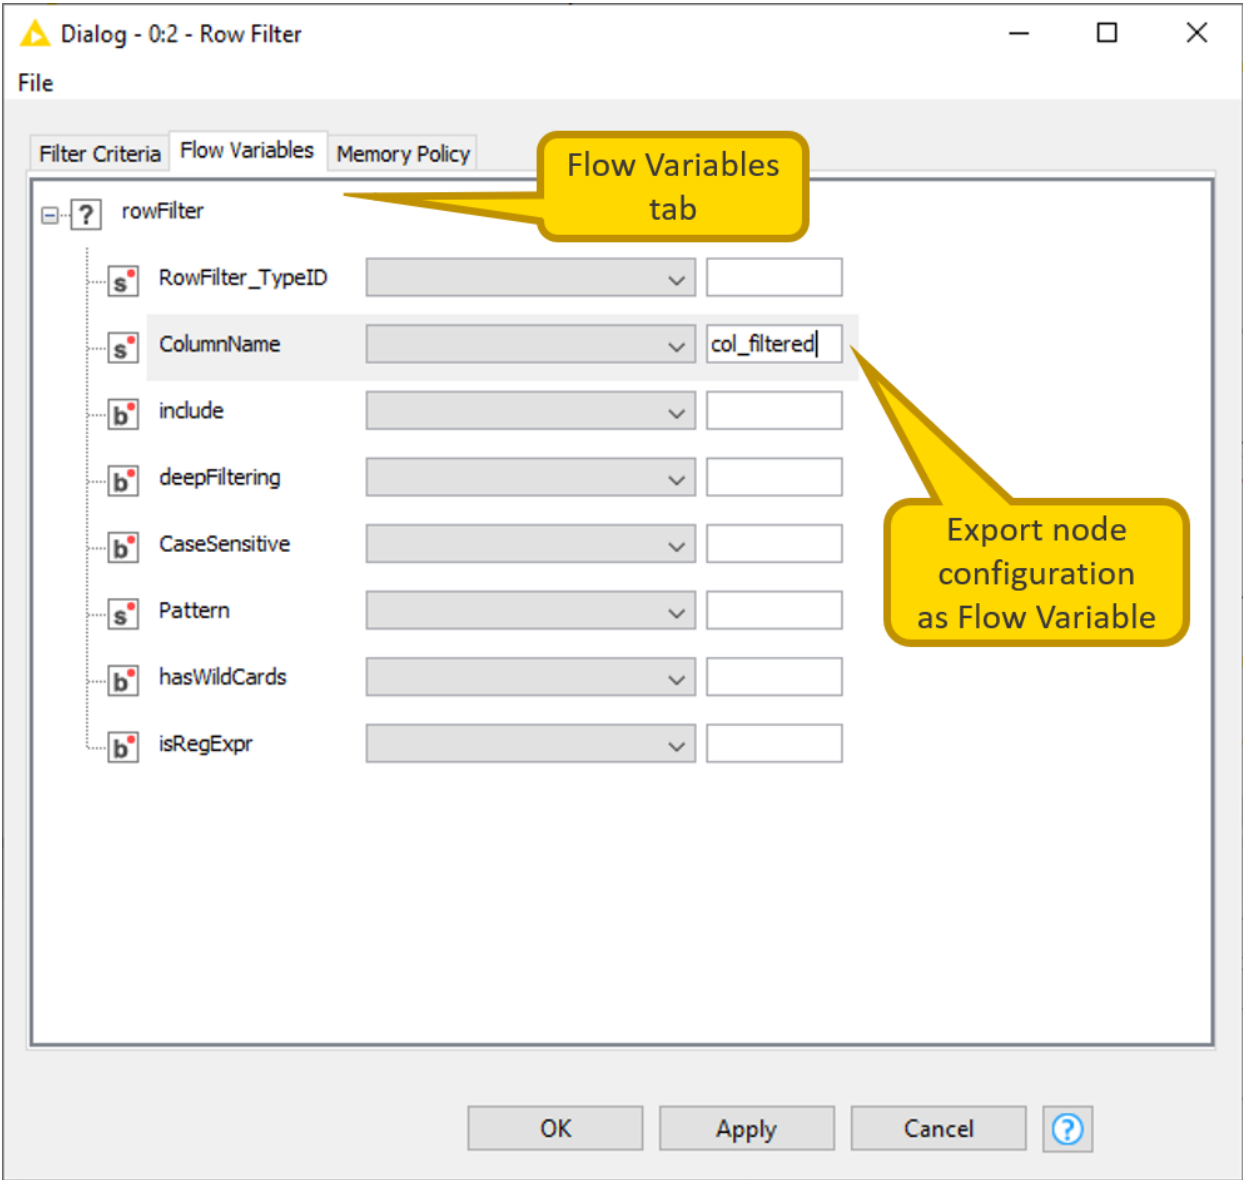 Dialog - 0:2 - Row Filter
File
Filter Criteria
Flow Variables
Memory Policy
Flow Variables
tab
? rowFilter
s RowFilter_TypeID
s ColumnName
col_filtered
b include
b deepFiltering
Export node
configuration
as Flow Variable
b CaseSensitive
s Pattern
b hasWildCards
b isRegExpr
OK
Apply
Cancel
?